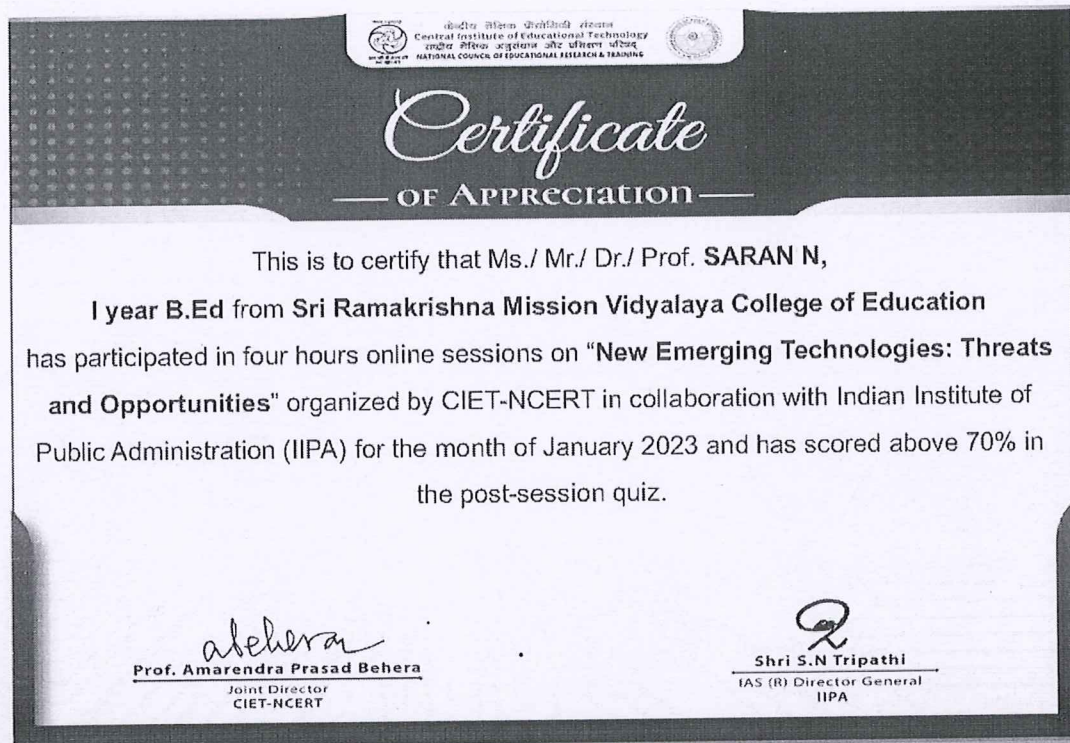 केन्द्रीय शैक्षिक प्रौद्योगिकी संस्थान
Central Institute of Educational Technology
राष्ट्रीय शैक्षिक अनुसंधान और प्रशिक्षण परिषद्
NATIONAL COUNCIL OF EDUCATIONAL RESEARCH & TRAINING
Certificate
OF APPRECIATION
This is to certify that Ms./ Mr./ Dr./ Prof. SARAN N,
I year B.Ed from Sri Ramakrishna Mission Vidyalaya College of Education
has participated in four hours online sessions on "New Emerging Technologies: Threats
and Opportunities" organized by CIET-NCERT in collaboration with Indian Institute of
Public Administration (IIPA) for the month of January 2023 and has scored above 70% in
the post-session quiz.
abehera
Prof. Amarendra Prasad Behera
Joint Director
CIET-NCERT
Shri S.N Tripathi
IAS (R) Director General
IIPA